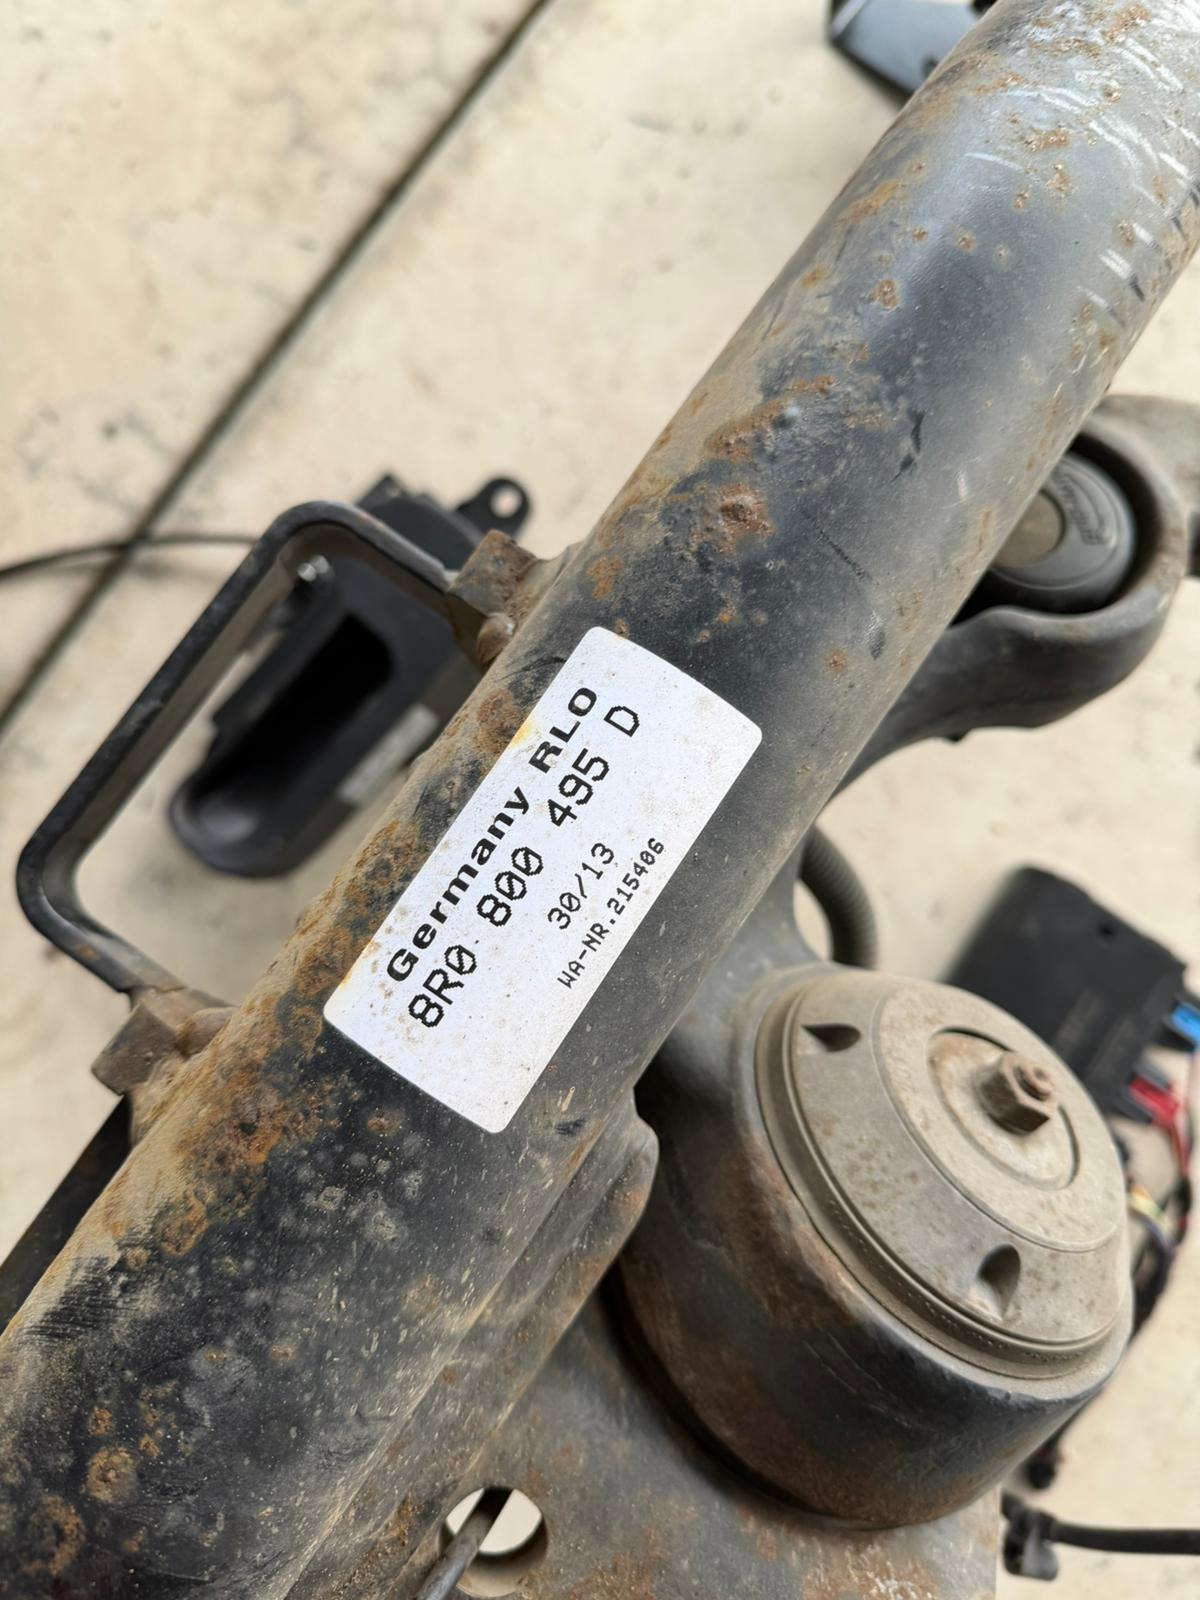 Germany RLO
8R0 800 495 D
30/13
WA-NR.215406